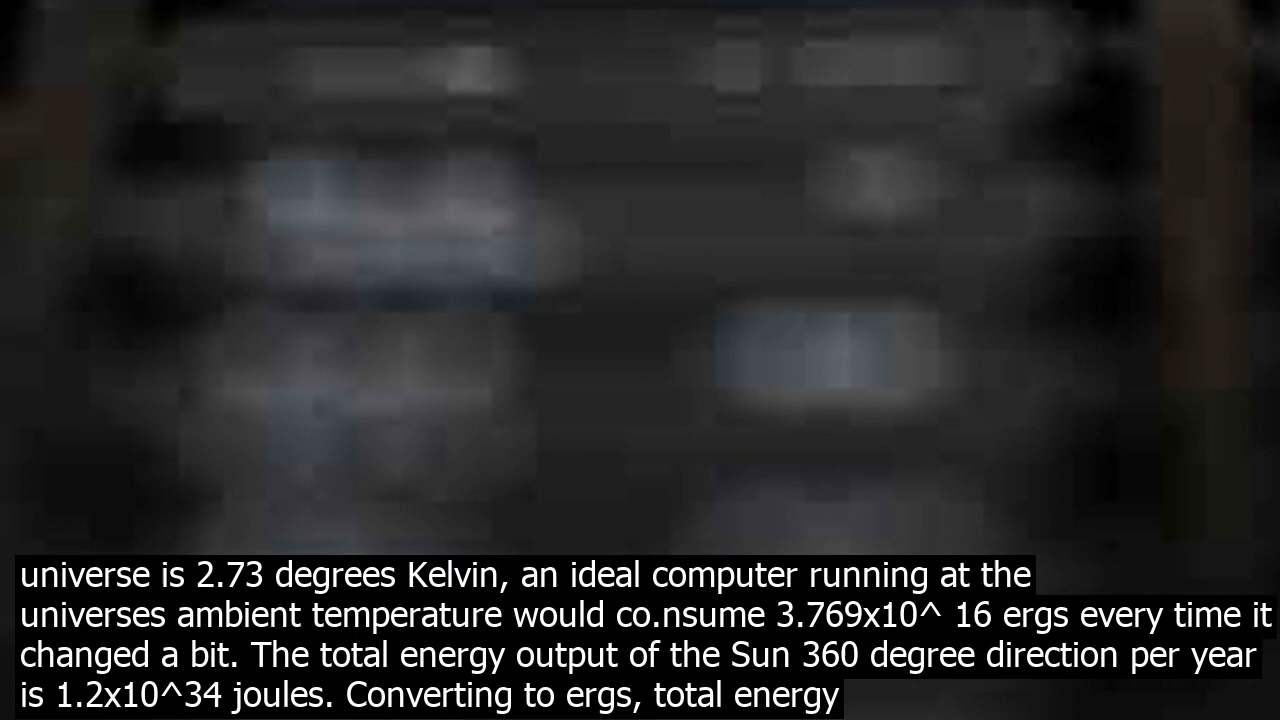 universe is 2.73 degrees Kelvin, an ideal computer running at the
universes ambient temperature would co.nsume 3.769x10^ 16 ergs every time it
changed a bit. The total energy output of the Sun 360 degree direction per year
is 1.2x10^34 joules. Converting to ergs, total energy